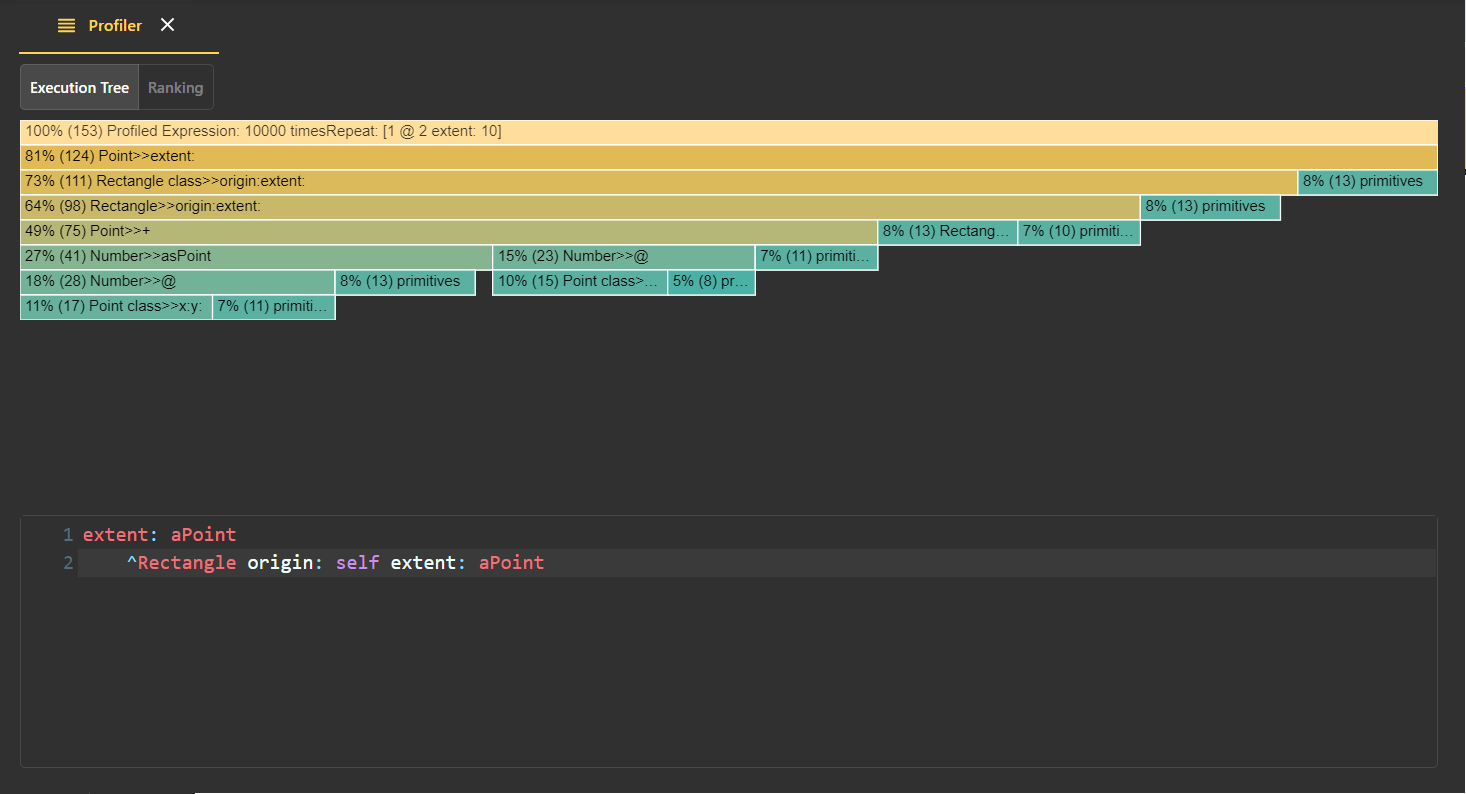 Profiler
Execution Tree Ranking
100% (153) Profiled Expression: 10000 timesRepeat: [1 @ 2 extent: 10]
81% (124) Point>>extent:
73% (111) Rectangle class>>origin:extent: 8% (13) primitives
64% (98) Rectangle>>origin:extent: 8% (13) primitives
49% (75) Point>>+ 8% (13) Rectang... 7% (10) primiti...
27% (41) Number>>asPoint 15% (23) Number>>@ 7% (11) primiti...
18% (28) Number>>@ 8% (13) primitives 10% (15) Point class>... 5% (8) pr...
11% (17) Point class>>x:y: 7% (11) primiti...
1 extent: aPoint
2 ^Rectangle origin: self extent: aPoint